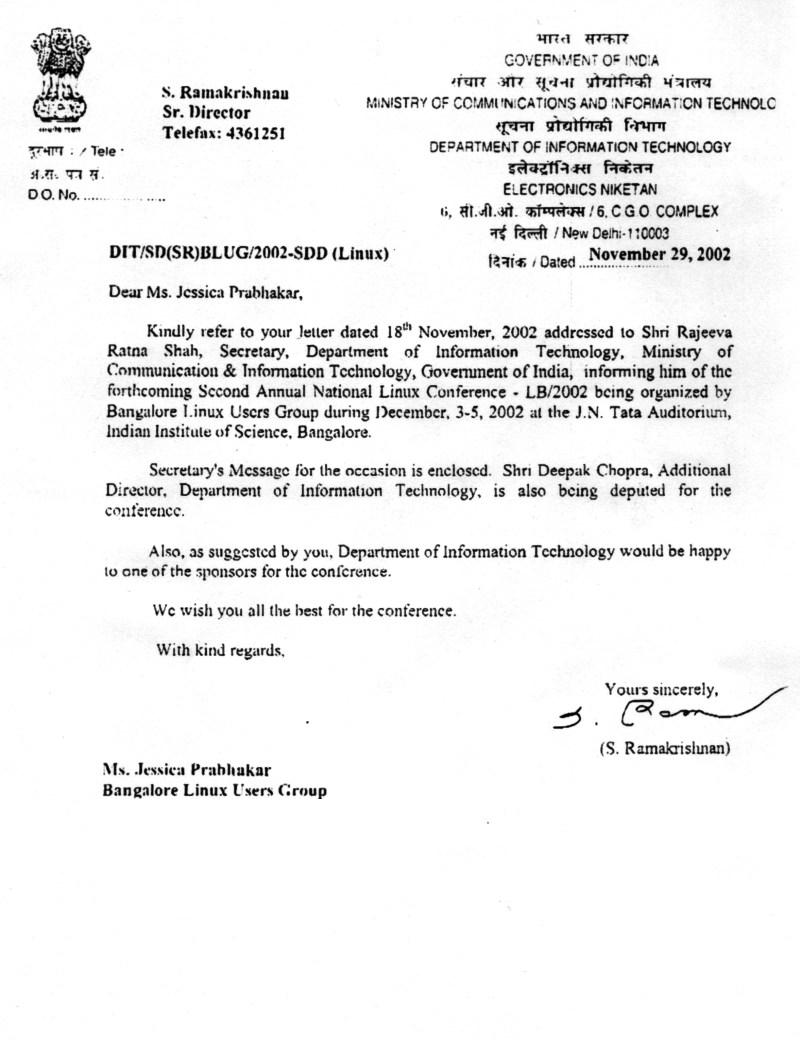 भारत सरकार
GOVERNMENT OF INDIA
संचार और सूचना प्रौद्योगिकी मंत्रालय
MINISTRY OF COMMUNICATIONS AND INFORMATION TECHNOLO
सूचना प्रौद्योगिकी विभाग
DEPARTMENT OF INFORMATION TECHNOLOGY
इलेक्ट्रॉनिक्स निकेतन
ELECTRONICS NIKETAN
6, सी.जी.ओ. कॉम्पलेक्स / 6, C G O COMPLEX
नई दिल्ली / New Delhi-110003
दिनांक / Dated November 29, 2002
S. Ramakrishnan
Sr. Director
Telefax: 4361251
दूरभाष : / Tele :
अ.स. पत्र सं.
D O. No. ....................
DIT/SD(SR)BLUG/2002-SDD (Linux)
Dear Ms. Jessica Prabhakar,
Kindly refer to your letter dated 18th November, 2002 addressed to Shri Rajeeva
Ratna Shah, Secretary, Department of Information Technology, Ministry of
Communication & Information Technology, Government of India, informing him of the
forthcoming Second Annual National Linux Conference - LB/2002 being organized by
Bangalore Linux Users Group during December, 3-5, 2002 at the J.N. Tata Auditorium,
Indian Institute of Science, Bangalore.
Secretary's Message for the occasion is enclosed. Shri Deepak Chopra, Additional
Director, Department of Information Technology, is also being deputed for the
conference.
Also, as suggested by you, Department of Information Technology would be happy
to one of the sponsors for the conference.
We wish you all the best for the conference.
With kind regards,
Yours sincerely,
S. Ram
(S. Ramakrishnan)
Ms. Jessica Prabhakar
Bangalore Linux Users Group